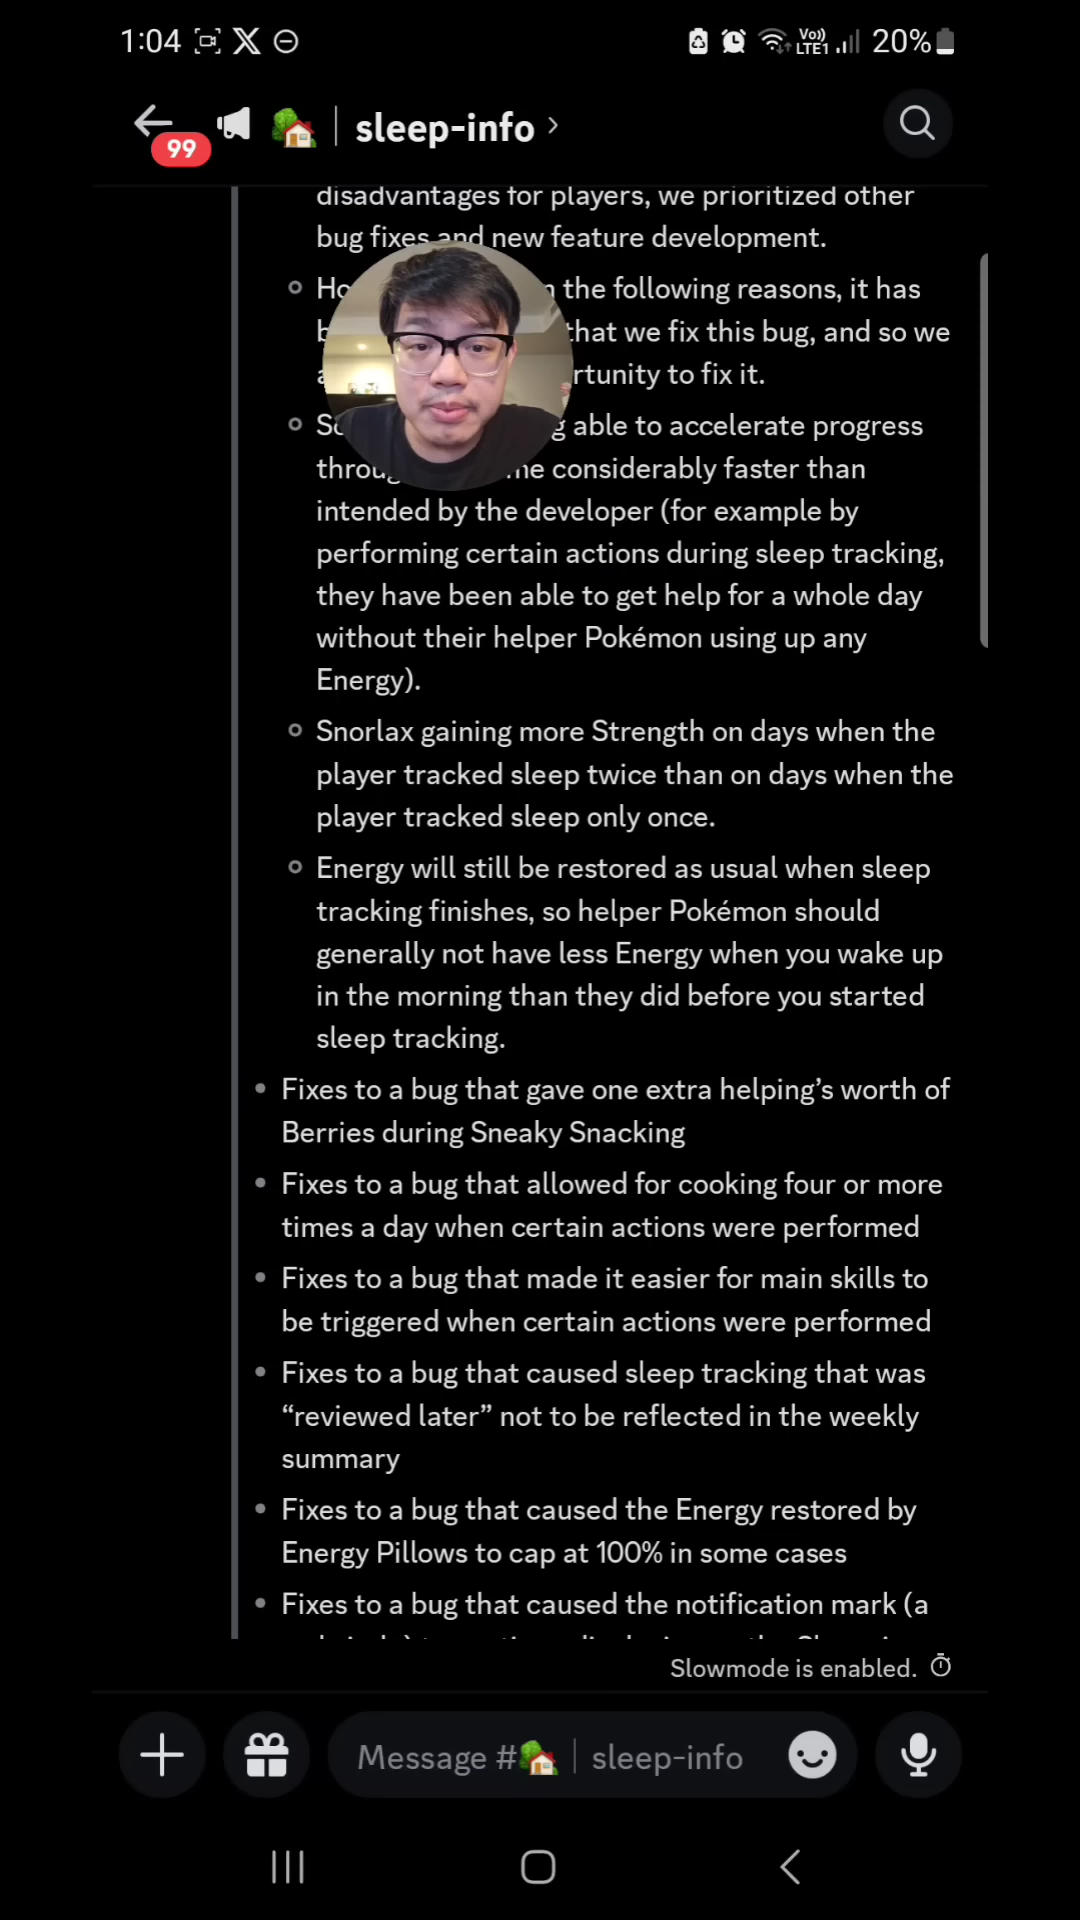 1:04 X Vo)) LTE1 20%
99 | sleep-info >
disadvantages for players, we prioritized other
bug fixes and new feature development.
the following reasons, it has
that we fix this bug, and so we
to fix it.
able to accelerate progress
considerably faster than
intended by the developer (for example by
performing certain actions during sleep tracking,
they have been able to get help for a whole day
without their helper Pokémon using up any
Energy).
Snorlax gaining more Strength on days when the
player tracked sleep twice than on days when the
player tracked sleep only once.
Energy will still be restored as usual when sleep
tracking finishes, so helper Pokémon should
generally not have less Energy when you wake up
in the morning than they did before you started
sleep tracking.
• Fixes to a bug that gave one extra helping’s worth of
Berries during Sneaky Snacking
• Fixes to a bug that allowed for cooking four or more
times a day when certain actions were performed
• Fixes to a bug that made it easier for main skills to
be triggered when certain actions were performed
• Fixes to a bug that caused sleep tracking that was
“reviewed later” not to be reflected in the weekly
summary
• Fixes to a bug that caused the Energy restored by
Energy Pillows to cap at 100% in some cases
• Fixes to a bug that caused the notification mark (a
Slowmode is enabled.
Message # | sleep-info